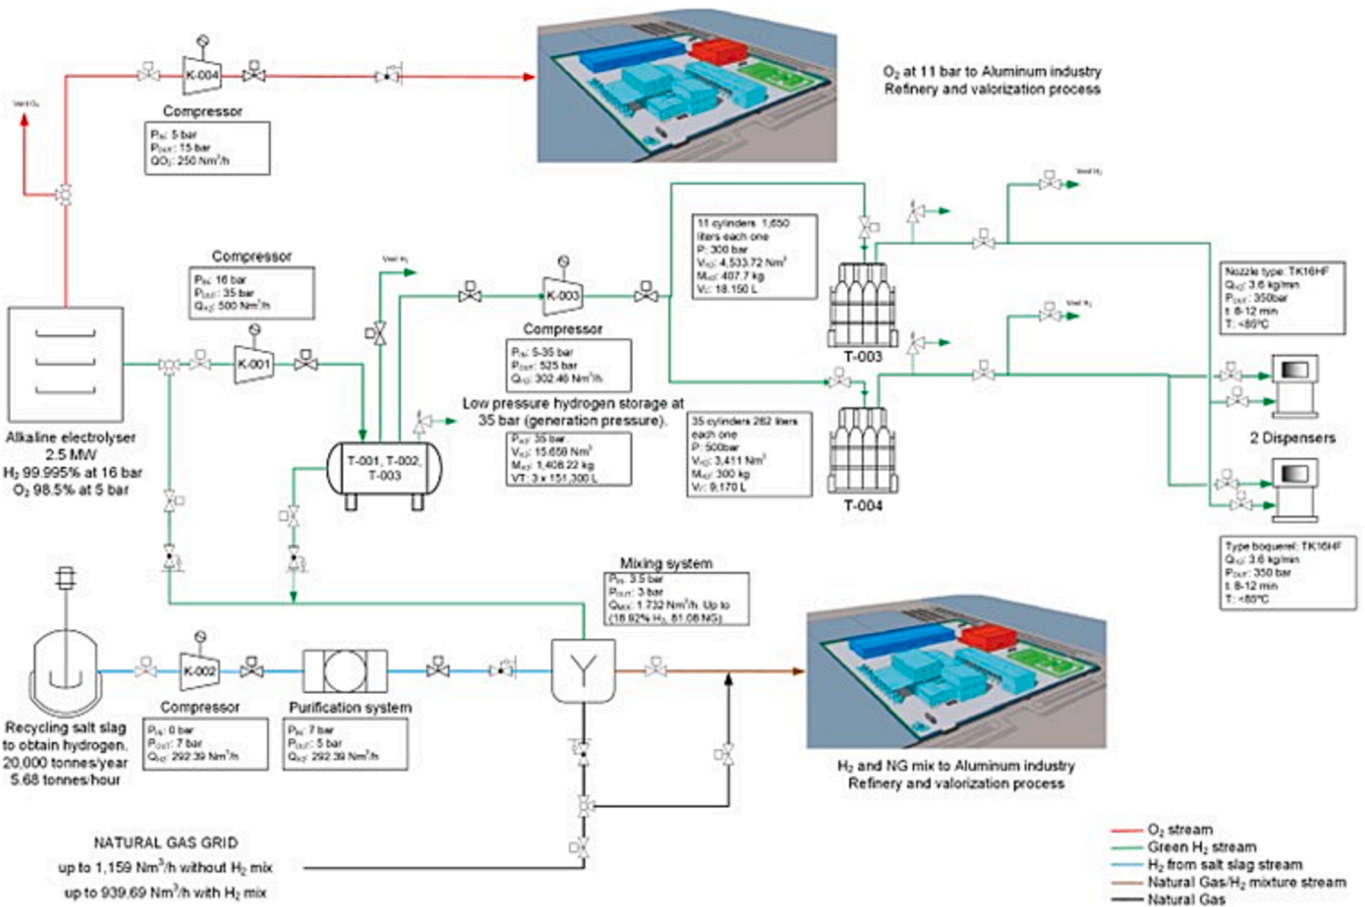 Vent O₂
K-004
Compressor
P_IN: 5 bar
P_OUT: 15 bar
QO₂: 250 Nm³/h
O₂ at 11 bar to Aluminum industry
Refinery and valorization process
Compressor
P_IN: 16 bar
P_OUT: 35 bar
Q_H2: 500 Nm³/h
K-001
Alkaline electrolyser
2.5 MW
H₂ 99.995% at 16 bar
O₂ 98.5% at 5 bar
Vent H₂
K-003
Compressor
P_IN: 5-35 bar
P_OUT: 525 bar
Q_H2: 302.46 Nm³/h
Low pressure hydrogen storage at
35 bar (generation pressure).
P_H2: 35 bar
V_H2: 15.659 Nm³
M_H2: 1,408.22 kg
VT: 3 x 151,300 L
T-001, T-002,
T-003
11 cylinders 1,650
liters each one
P: 300 bar
V_H2: 4,533.72 Nm³
M_H2: 407.7 kg
V_T: 18.150 L
T-003
Vent H₂
35 cylinders 262 liters
each one
P: 500bar
V_H2: 3,411 Nm³
M_H2: 300 kg
V_T: 9,170 L
T-004
Vent H₂
Nozzle type: TK16HF
Q_H2: 3.6 kg/min
P_OUT: 350bar
t: 8-12 min
T: <85ºC
2 Dispensers
Type boquerel: TK16HF
Q_H2: 3.6 kg/min
P_OUT: 350 bar
t: 8-12 min
T: <85ºC
Mixing system
P_IN: 3.5 bar
P_OUT: 3 bar
Q_MIX: 1.732 Nm³/h. Up to
(18.92% H₂, 81.08 NG)
Recycling salt slag
to obtain hydrogen.
20,000 tonnes/year
5.68 tonnes/hour
K-002
Compressor
P_IN: 0 bar
P_OUT: 7 bar
Q_H2: 292.39 Nm³/h
Purification system
P_IN: 7 bar
P_OUT: 5 bar
Q_H2: 292.39 Nm³/h
H₂ and NG mix to Aluminum industry
Refinery and valorization process
NATURAL GAS GRID
up to 1,159 Nm³/h without H₂ mix
up to 939,69 Nm³/h with H₂ mix
O₂ stream
Green H₂ stream
H₂ from salt slag stream
Natural Gas/H₂ mixture stream
Natural Gas